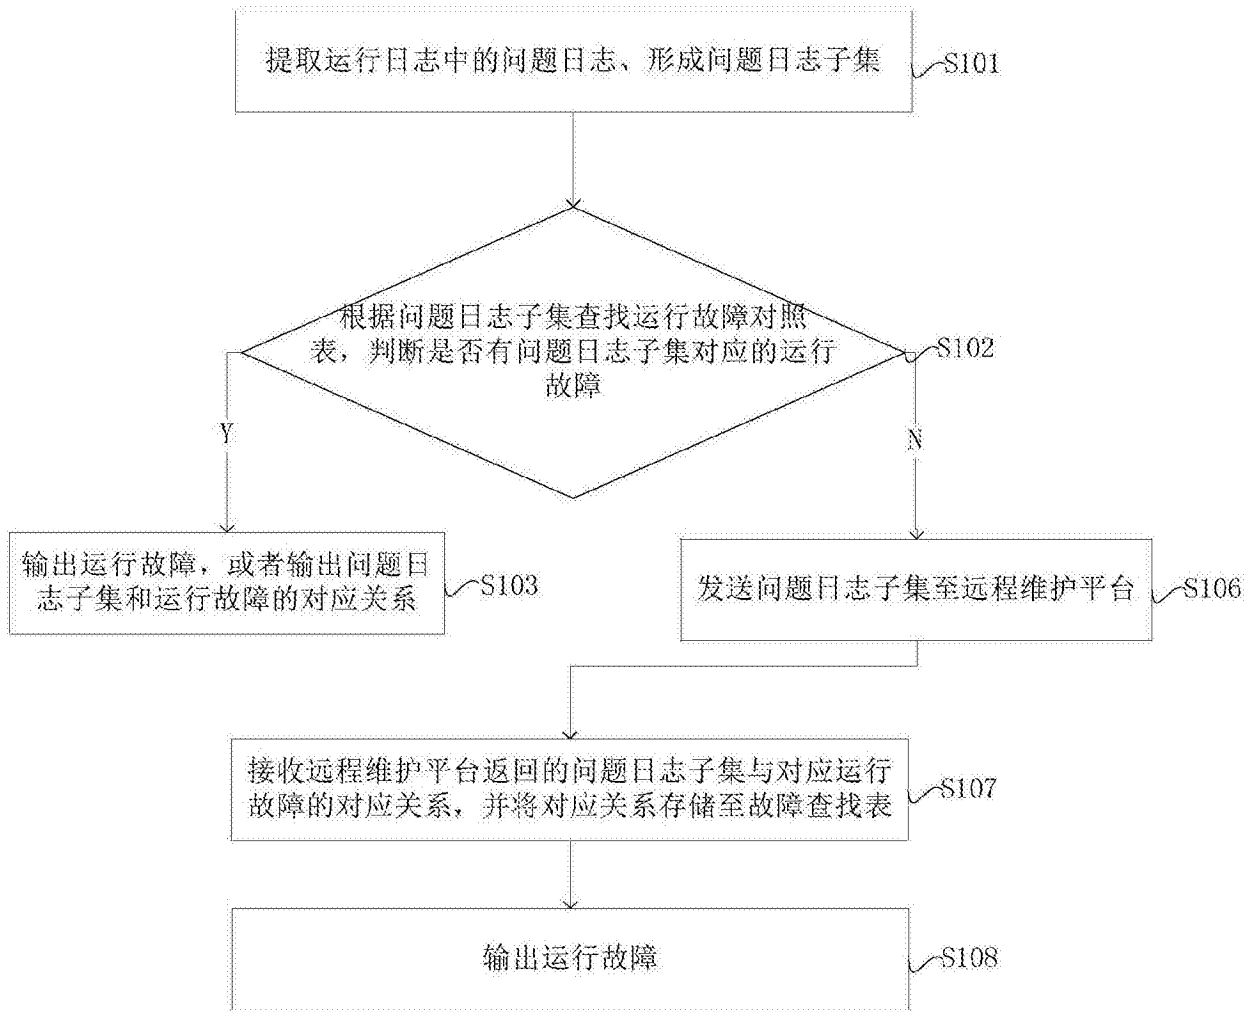 提取运行日志中的问题日志、形成问题日志子集
S101
根据问题日志子集查找运行故障对照
表，判断是否有问题日志子集对应的运行
故障
S102
Y
N
输出运行故障，或者输出问题日
志子集和运行故障的对应关系
S103
发送问题日志子集至远程维护平台
S106
接收远程维护平台返回的问题日志子集与对应运行
故障的对应关系，并将对应关系存储至故障查找表
S107
输出运行故障
S108